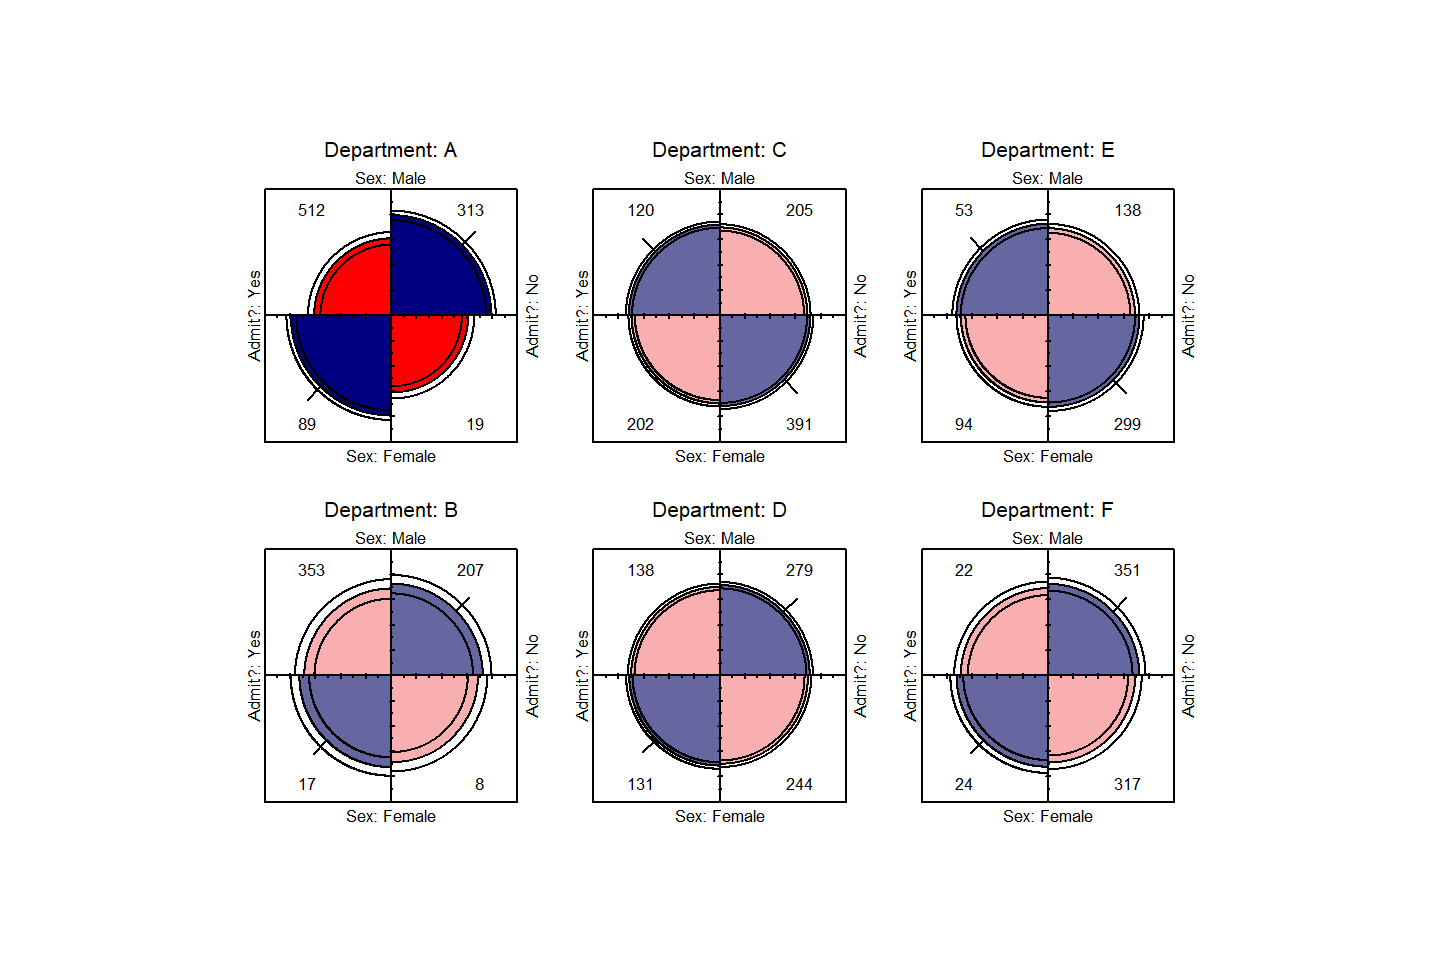 Department: A
Sex: Male
512
313
Admit?: Yes
Admit?: No
89
19
Sex: Female
Department: C
Sex: Male
120
205
Admit?: Yes
Admit?: No
202
391
Sex: Female
Department: E
Sex: Male
53
138
Admit?: Yes
Admit?: No
94
299
Sex: Female
Department: B
Sex: Male
353
207
Admit?: Yes
Admit?: No
17
8
Sex: Female
Department: D
Sex: Male
138
279
Admit?: Yes
Admit?: No
131
244
Sex: Female
Department: F
Sex: Male
22
351
Admit?: Yes
Admit?: No
24
317
Sex: Female